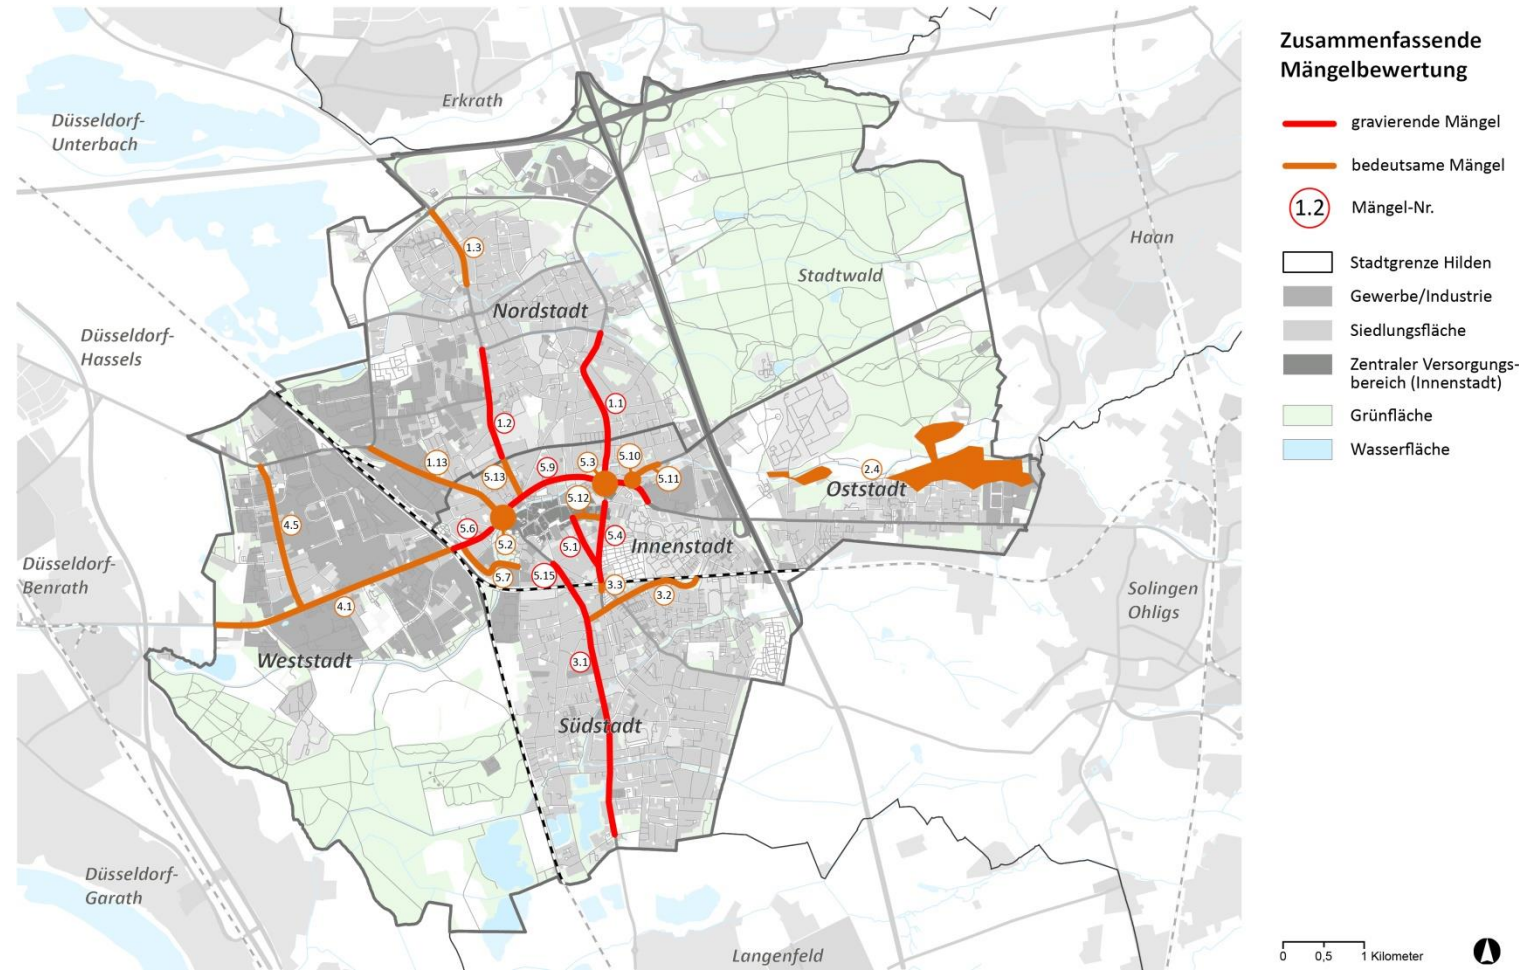 Zusammenfassende
Mängelbewertung
gravierende Mängel
bedeutsame Mängel
1.2
Mängel-Nr.
Stadtgrenze Hilden
Gewerbe/Industrie
Siedlungsfläche
Zentraler Versorgungs-
bereich (Innenstadt)
Grünfläche
Wasserfläche
Erkrath
Düsseldorf-
Unterbach
Haan
1.3
Stadtwald
Nordstadt
Düsseldorf-
Hassels
1.1
1.2
1.13
5.9
5.3
5.10
5.13
5.11
2.4
Oststadt
5.12
4.5
5.6
5.2
5.1
5.4
Innenstadt
5.7
5.15
3.3
3.2
Düsseldorf-
Benrath
Solingen
Ohligs
4.1
Weststadt
3.1
Südstadt
Düsseldorf-
Garath
Langenfeld
0 0,5 1 Kilometer